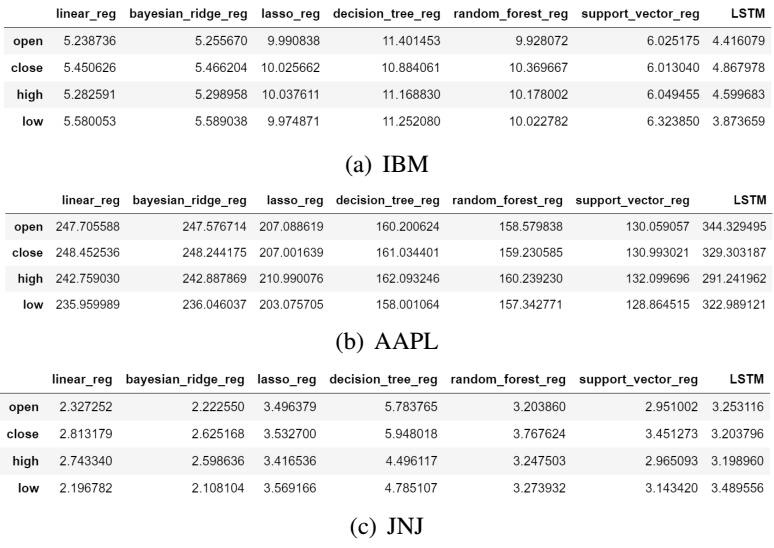 linear_reg bayesian_ridge_reg lasso_reg decision_tree_reg random_forest_reg support_vector_reg LSTM
open 5.238736 5.255670 9.990838 11.401453 9.928072 6.025175 4.416079
close 5.450626 5.466204 10.025662 10.884061 10.369667 6.013040 4.867978
high 5.282591 5.298958 10.037611 11.168830 10.178002 6.049455 4.599683
low 5.580053 5.589038 9.974871 11.252080 10.022782 6.323850 3.873659
(a) IBM
linear_reg bayesian_ridge_reg lasso_reg decision_tree_reg random_forest_reg support_vector_reg LSTM
open 247.705588 247.576714 207.088619 160.200624 158.579838 130.059057 344.329495
close 248.452536 248.244175 207.001639 161.034401 159.230585 130.993021 329.303187
high 242.759030 242.887869 210.990076 162.093246 160.239230 132.099696 291.241962
low 235.959989 236.046037 203.075705 158.001064 157.342771 128.864515 322.989121
(b) AAPL
linear_reg bayesian_ridge_reg lasso_reg decision_tree_reg random_forest_reg support_vector_reg LSTM
open 2.327252 2.222550 3.496379 5.783765 3.203860 2.951002 3.253116
close 2.813179 2.625168 3.532700 5.948018 3.767624 3.451273 3.203796
high 2.743340 2.598636 3.416536 4.496117 3.247503 2.965093 3.198960
low 2.196782 2.108104 3.569166 4.785107 3.273932 3.143420 3.489556
(c) JNJ